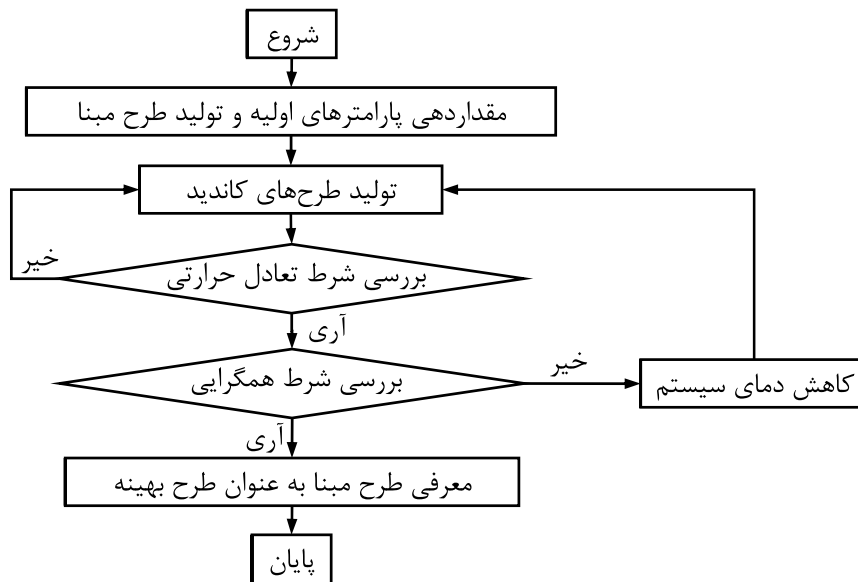 شروع
مقداردهی پارامترهای اولیه و تولید طرح مبنا
تولید طرح‌های کاندید
بررسی شرط تعادل حرارتی
خیر
آری
بررسی شرط همگرایی
خیر
کاهش دمای سیستم
آری
معرفی طرح مبنا به عنوان طرح بهینه
پایان